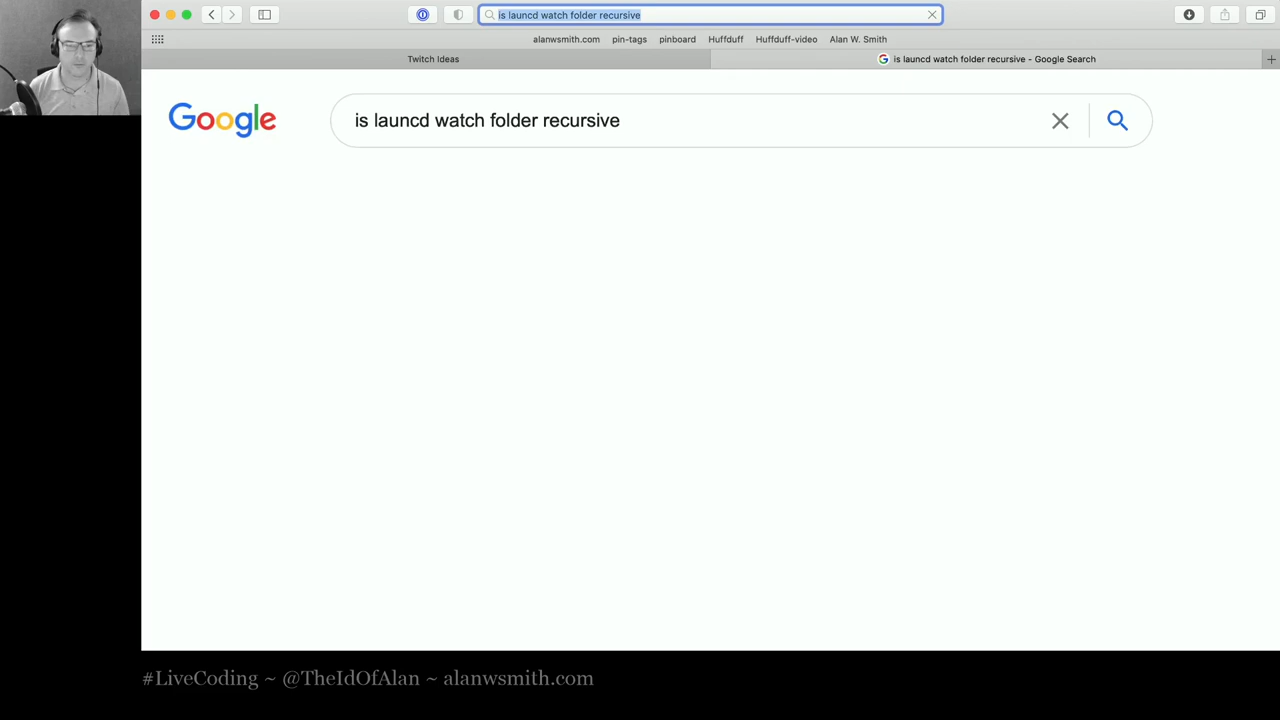 is launcd watch folder recursive
alanwsmith.com pin-tags pinboard Huffduff Huffduff-video Alan W. Smith
Twitch Ideas
is launcd watch folder recursive - Google Search
Google
is launcd watch folder recursive
#LiveCoding ~ @TheIdOfAlan ~ alanwsmith.com